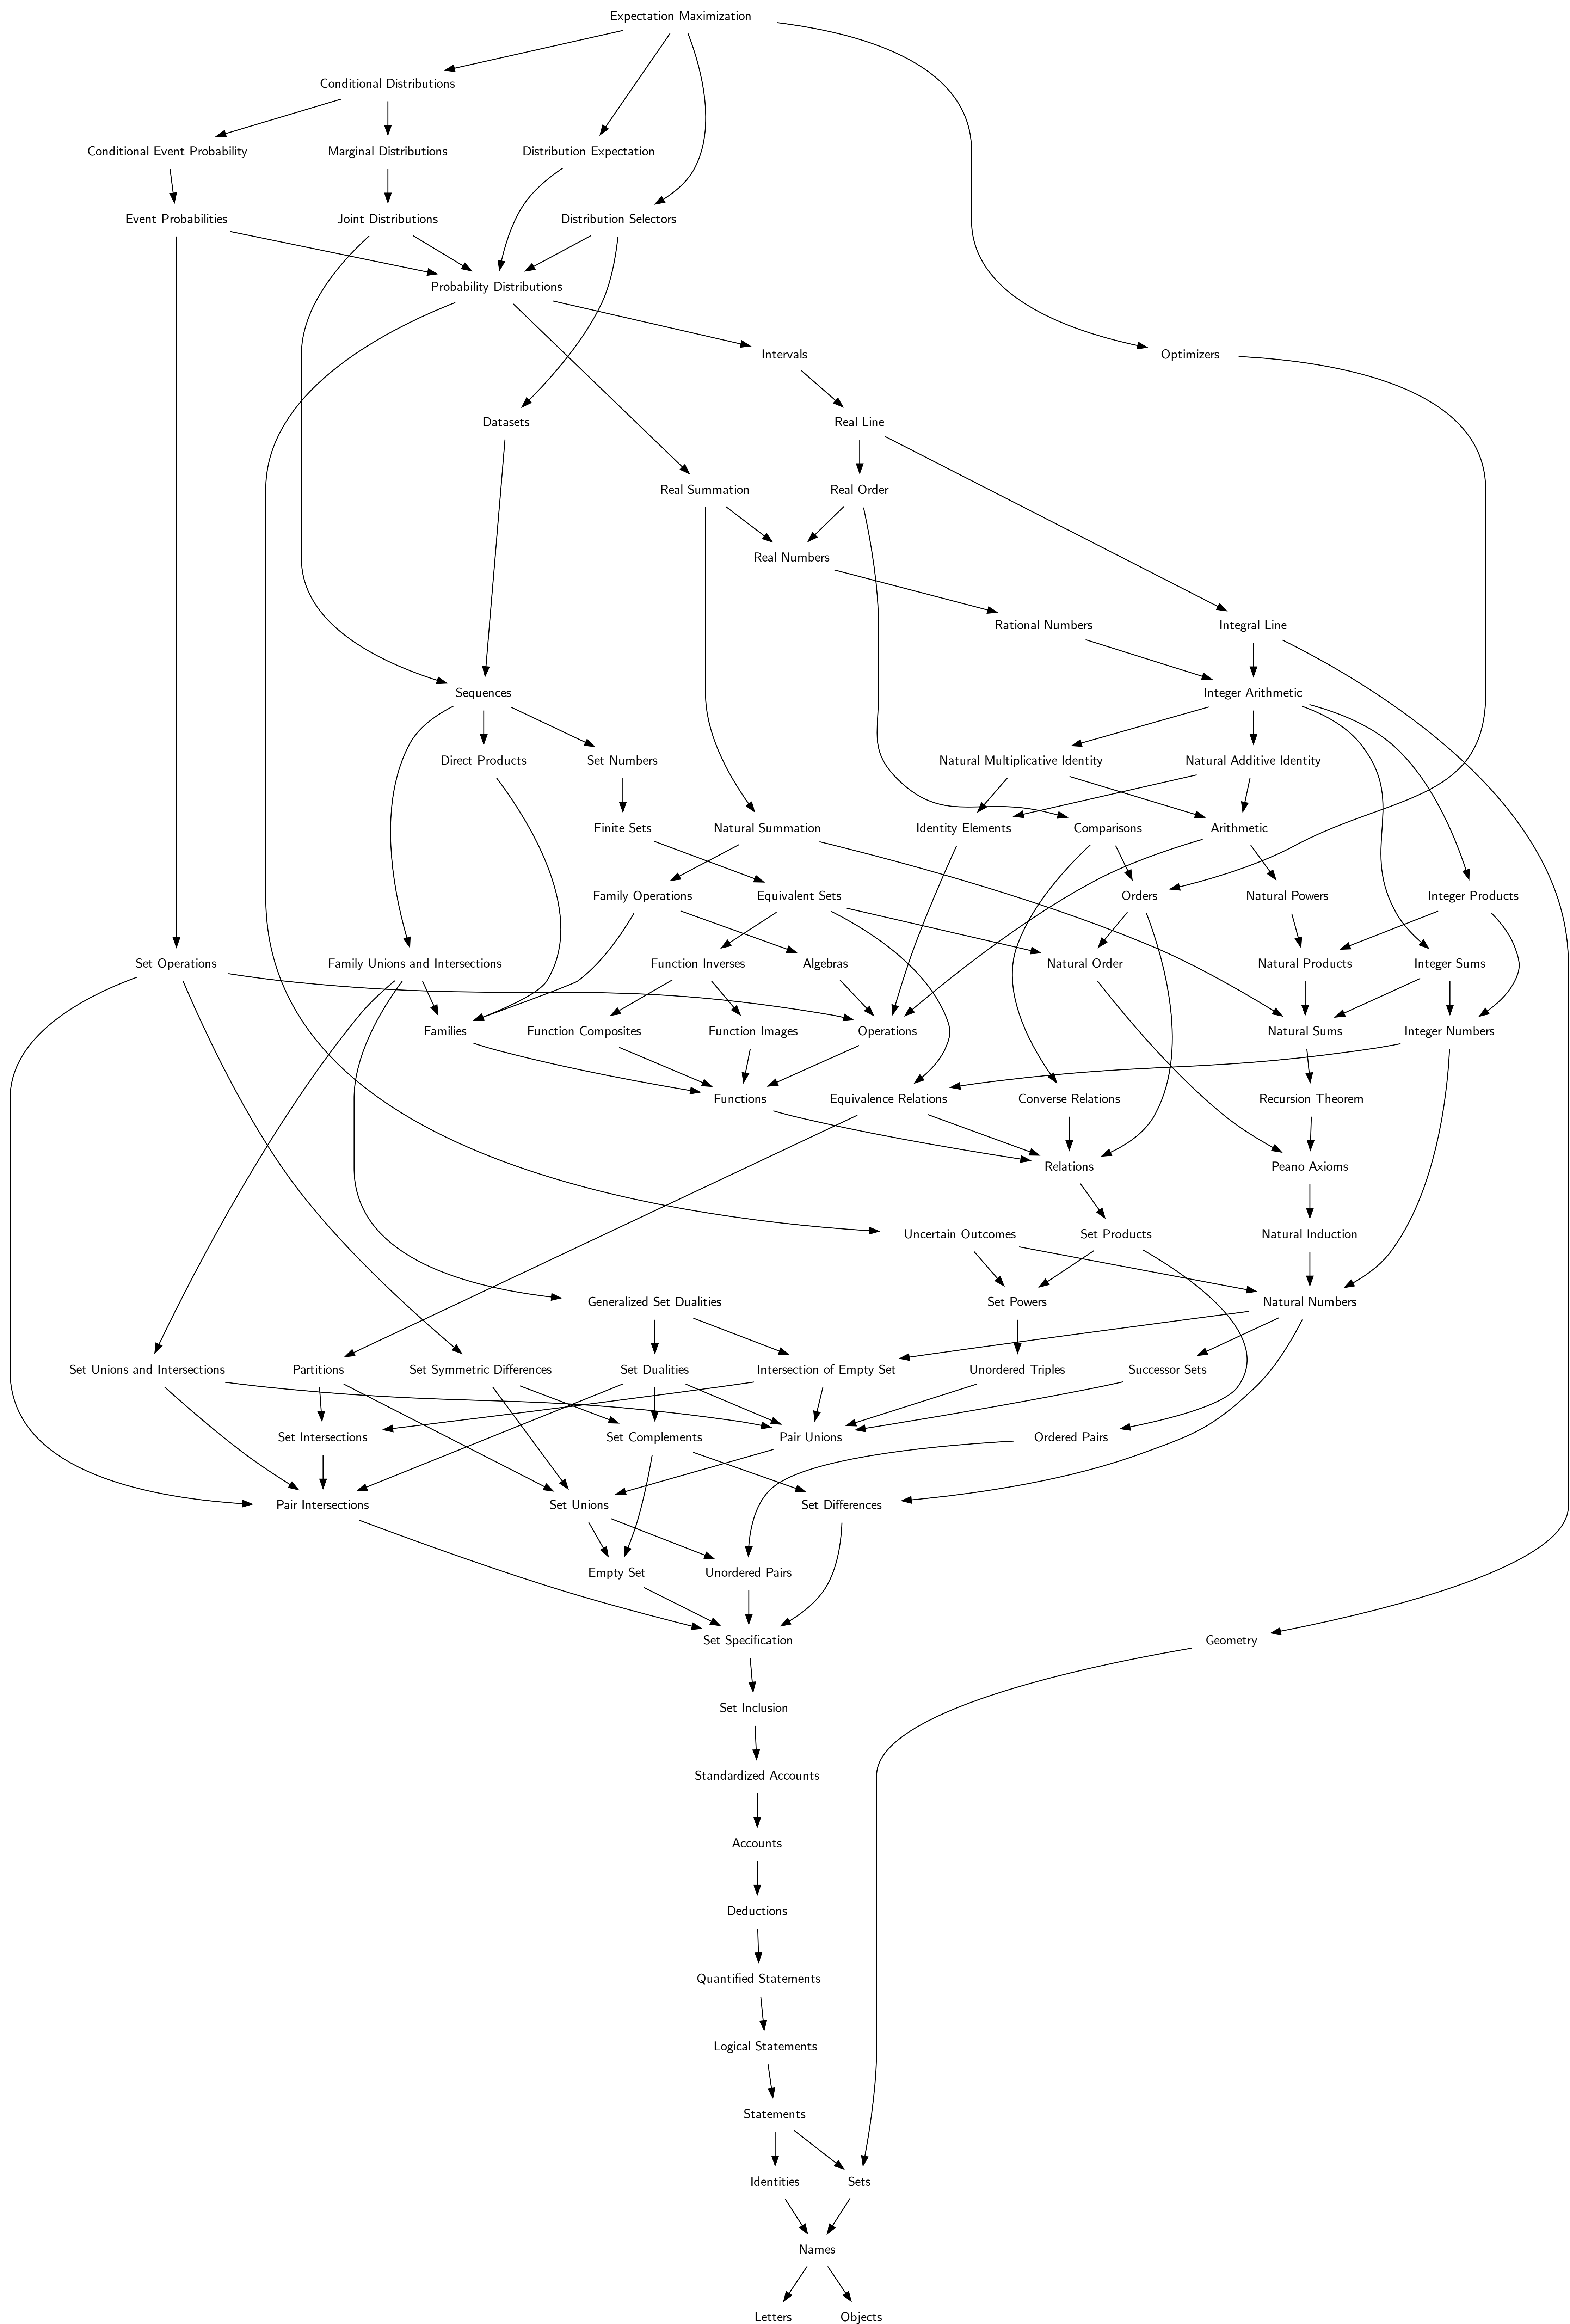 Expectation Maximization
Conditional Distributions
Conditional Event Probability
Marginal Distributions
Distribution Expectation
Event Probabilities
Joint Distributions
Distribution Selectors
Probability Distributions
Intervals
Optimizers
Datasets
Real Line
Real Summation
Real Order
Real Numbers
Rational Numbers
Integral Line
Sequences
Integer Arithmetic
Direct Products
Set Numbers
Natural Multiplicative Identity
Natural Additive Identity
Finite Sets
Natural Summation
Identity Elements
Comparisons
Arithmetic
Family Operations
Equivalent Sets
Orders
Natural Powers
Integer Products
Set Operations
Family Unions and Intersections
Function Inverses
Algebras
Natural Order
Natural Products
Integer Sums
Families
Function Composites
Function Images
Operations
Natural Sums
Integer Numbers
Functions
Equivalence Relations
Converse Relations
Recursion Theorem
Relations
Peano Axioms
Uncertain Outcomes
Set Products
Natural Induction
Generalized Set Dualities
Set Powers
Natural Numbers
Set Unions and Intersections
Partitions
Set Symmetric Differences
Set Dualities
Intersection of Empty Set
Unordered Triples
Successor Sets
Set Intersections
Set Complements
Pair Unions
Ordered Pairs
Pair Intersections
Set Unions
Set Differences
Empty Set
Unordered Pairs
Set Specification
Geometry
Set Inclusion
Standardized Accounts
Accounts
Deductions
Quantified Statements
Logical Statements
Statements
Identities
Sets
Names
Letters
Objects